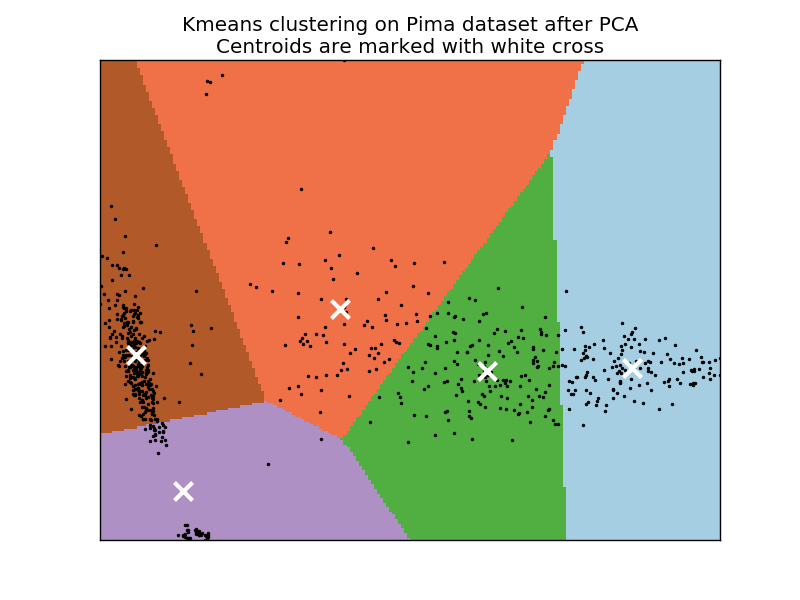 Kmeans clustering on Pima dataset after PCA
Centroids are marked with white cross